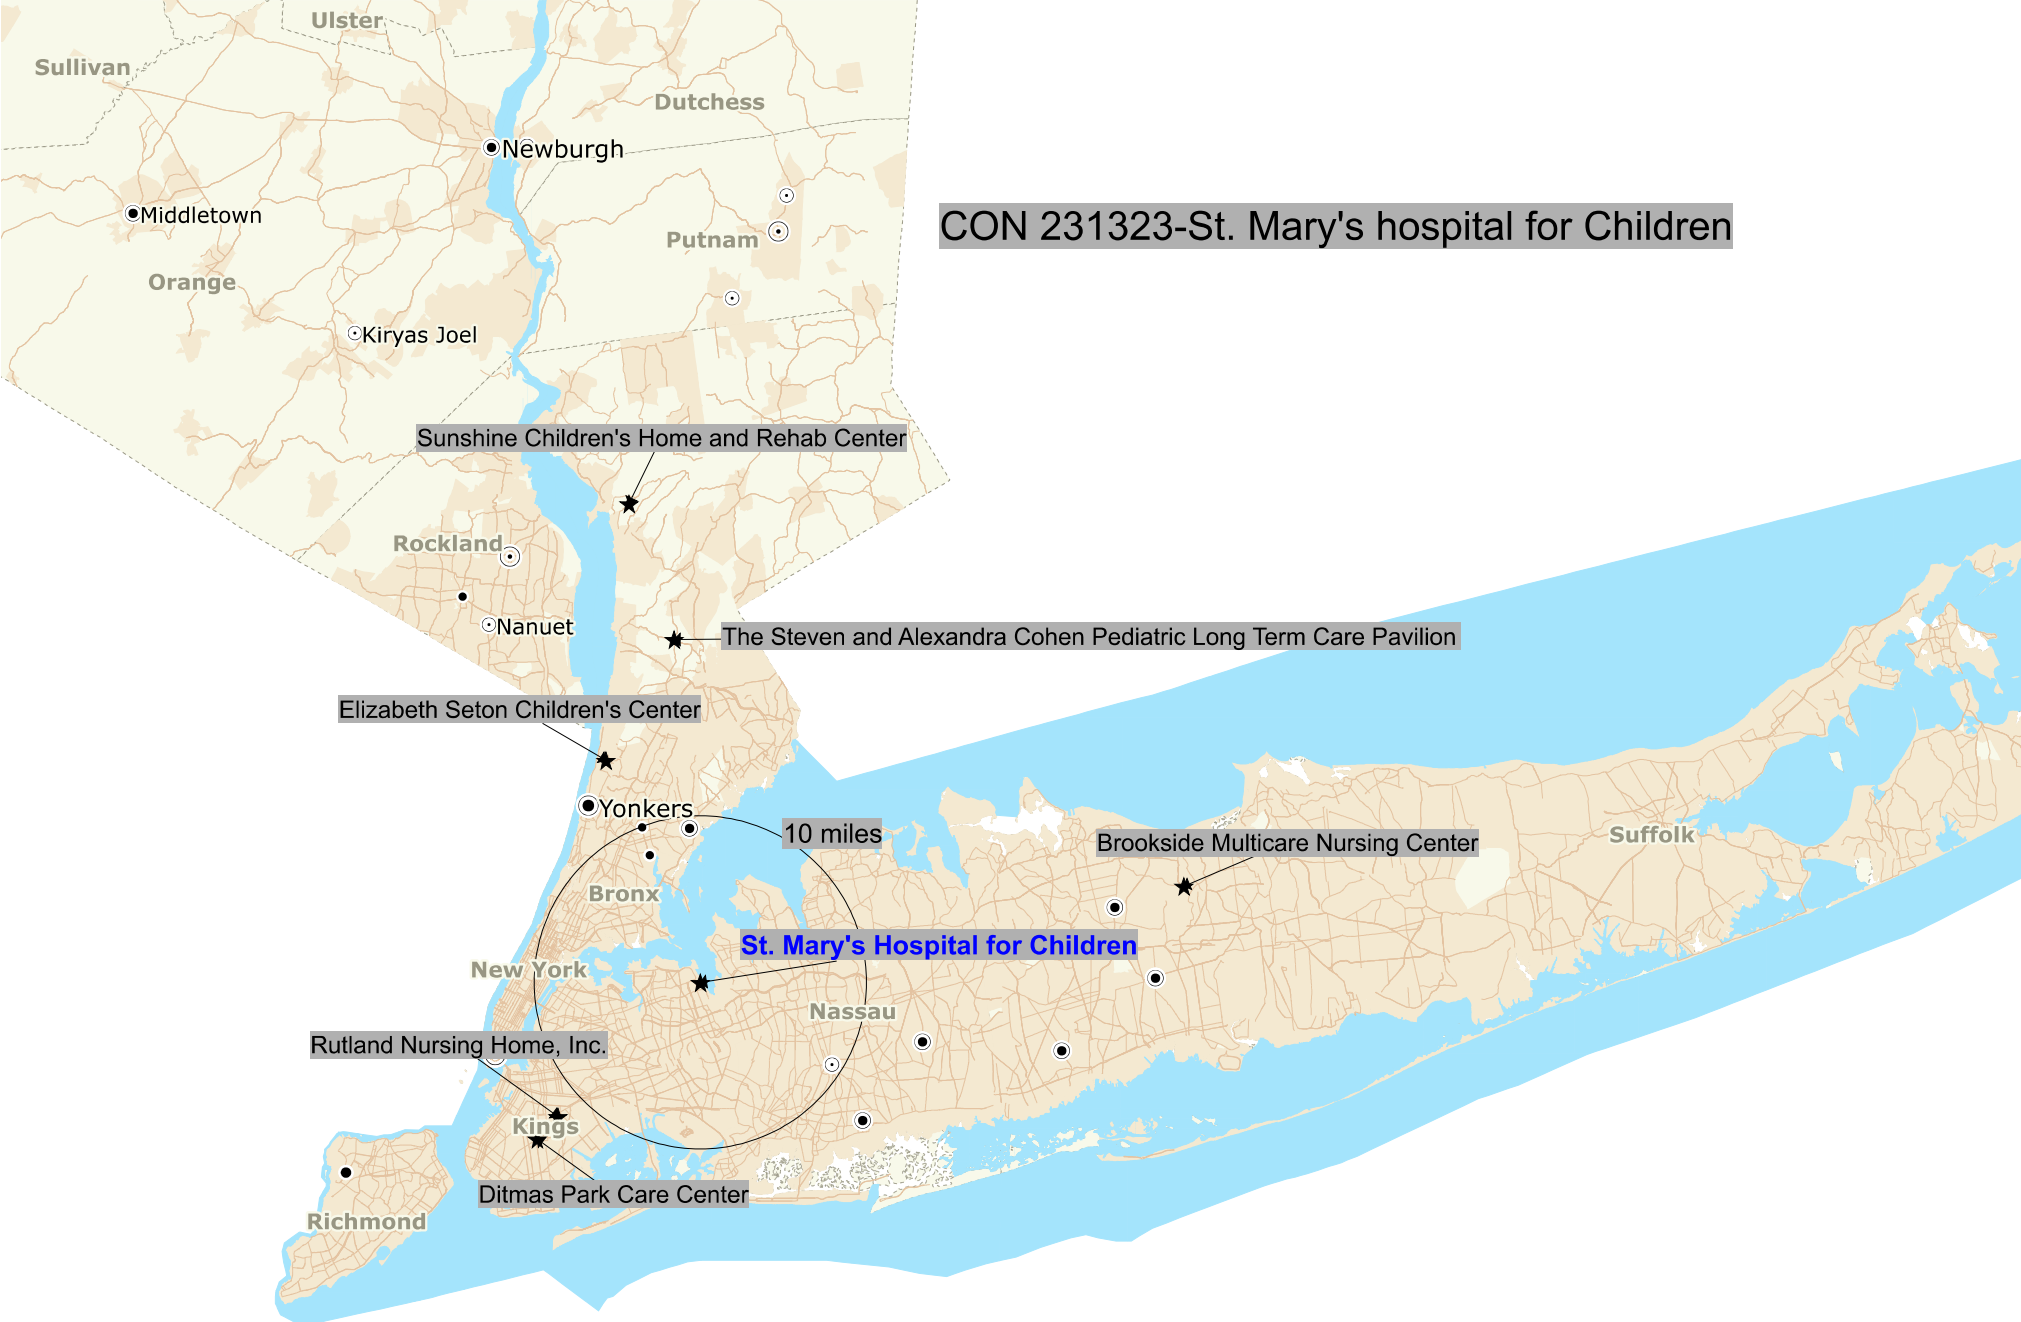 Ulster
Sullivan
Dutchess
Newburgh
Middletown
CON 231323-St. Mary's hospital for Children
Putnam
Orange
Kiryas Joel
Sunshine Children's Home and Rehab Center
Rockland
Nanuet
The Steven and Alexandra Cohen Pediatric Long Term Care Pavilion
Elizabeth Seton Children's Center
Yonkers
10 miles
Suffolk
Brookside Multicare Nursing Center
Bronx
St. Mary's Hospital for Children
New York
Nassau
Rutland Nursing Home, Inc.
Kings
Ditmas Park Care Center
Richmond